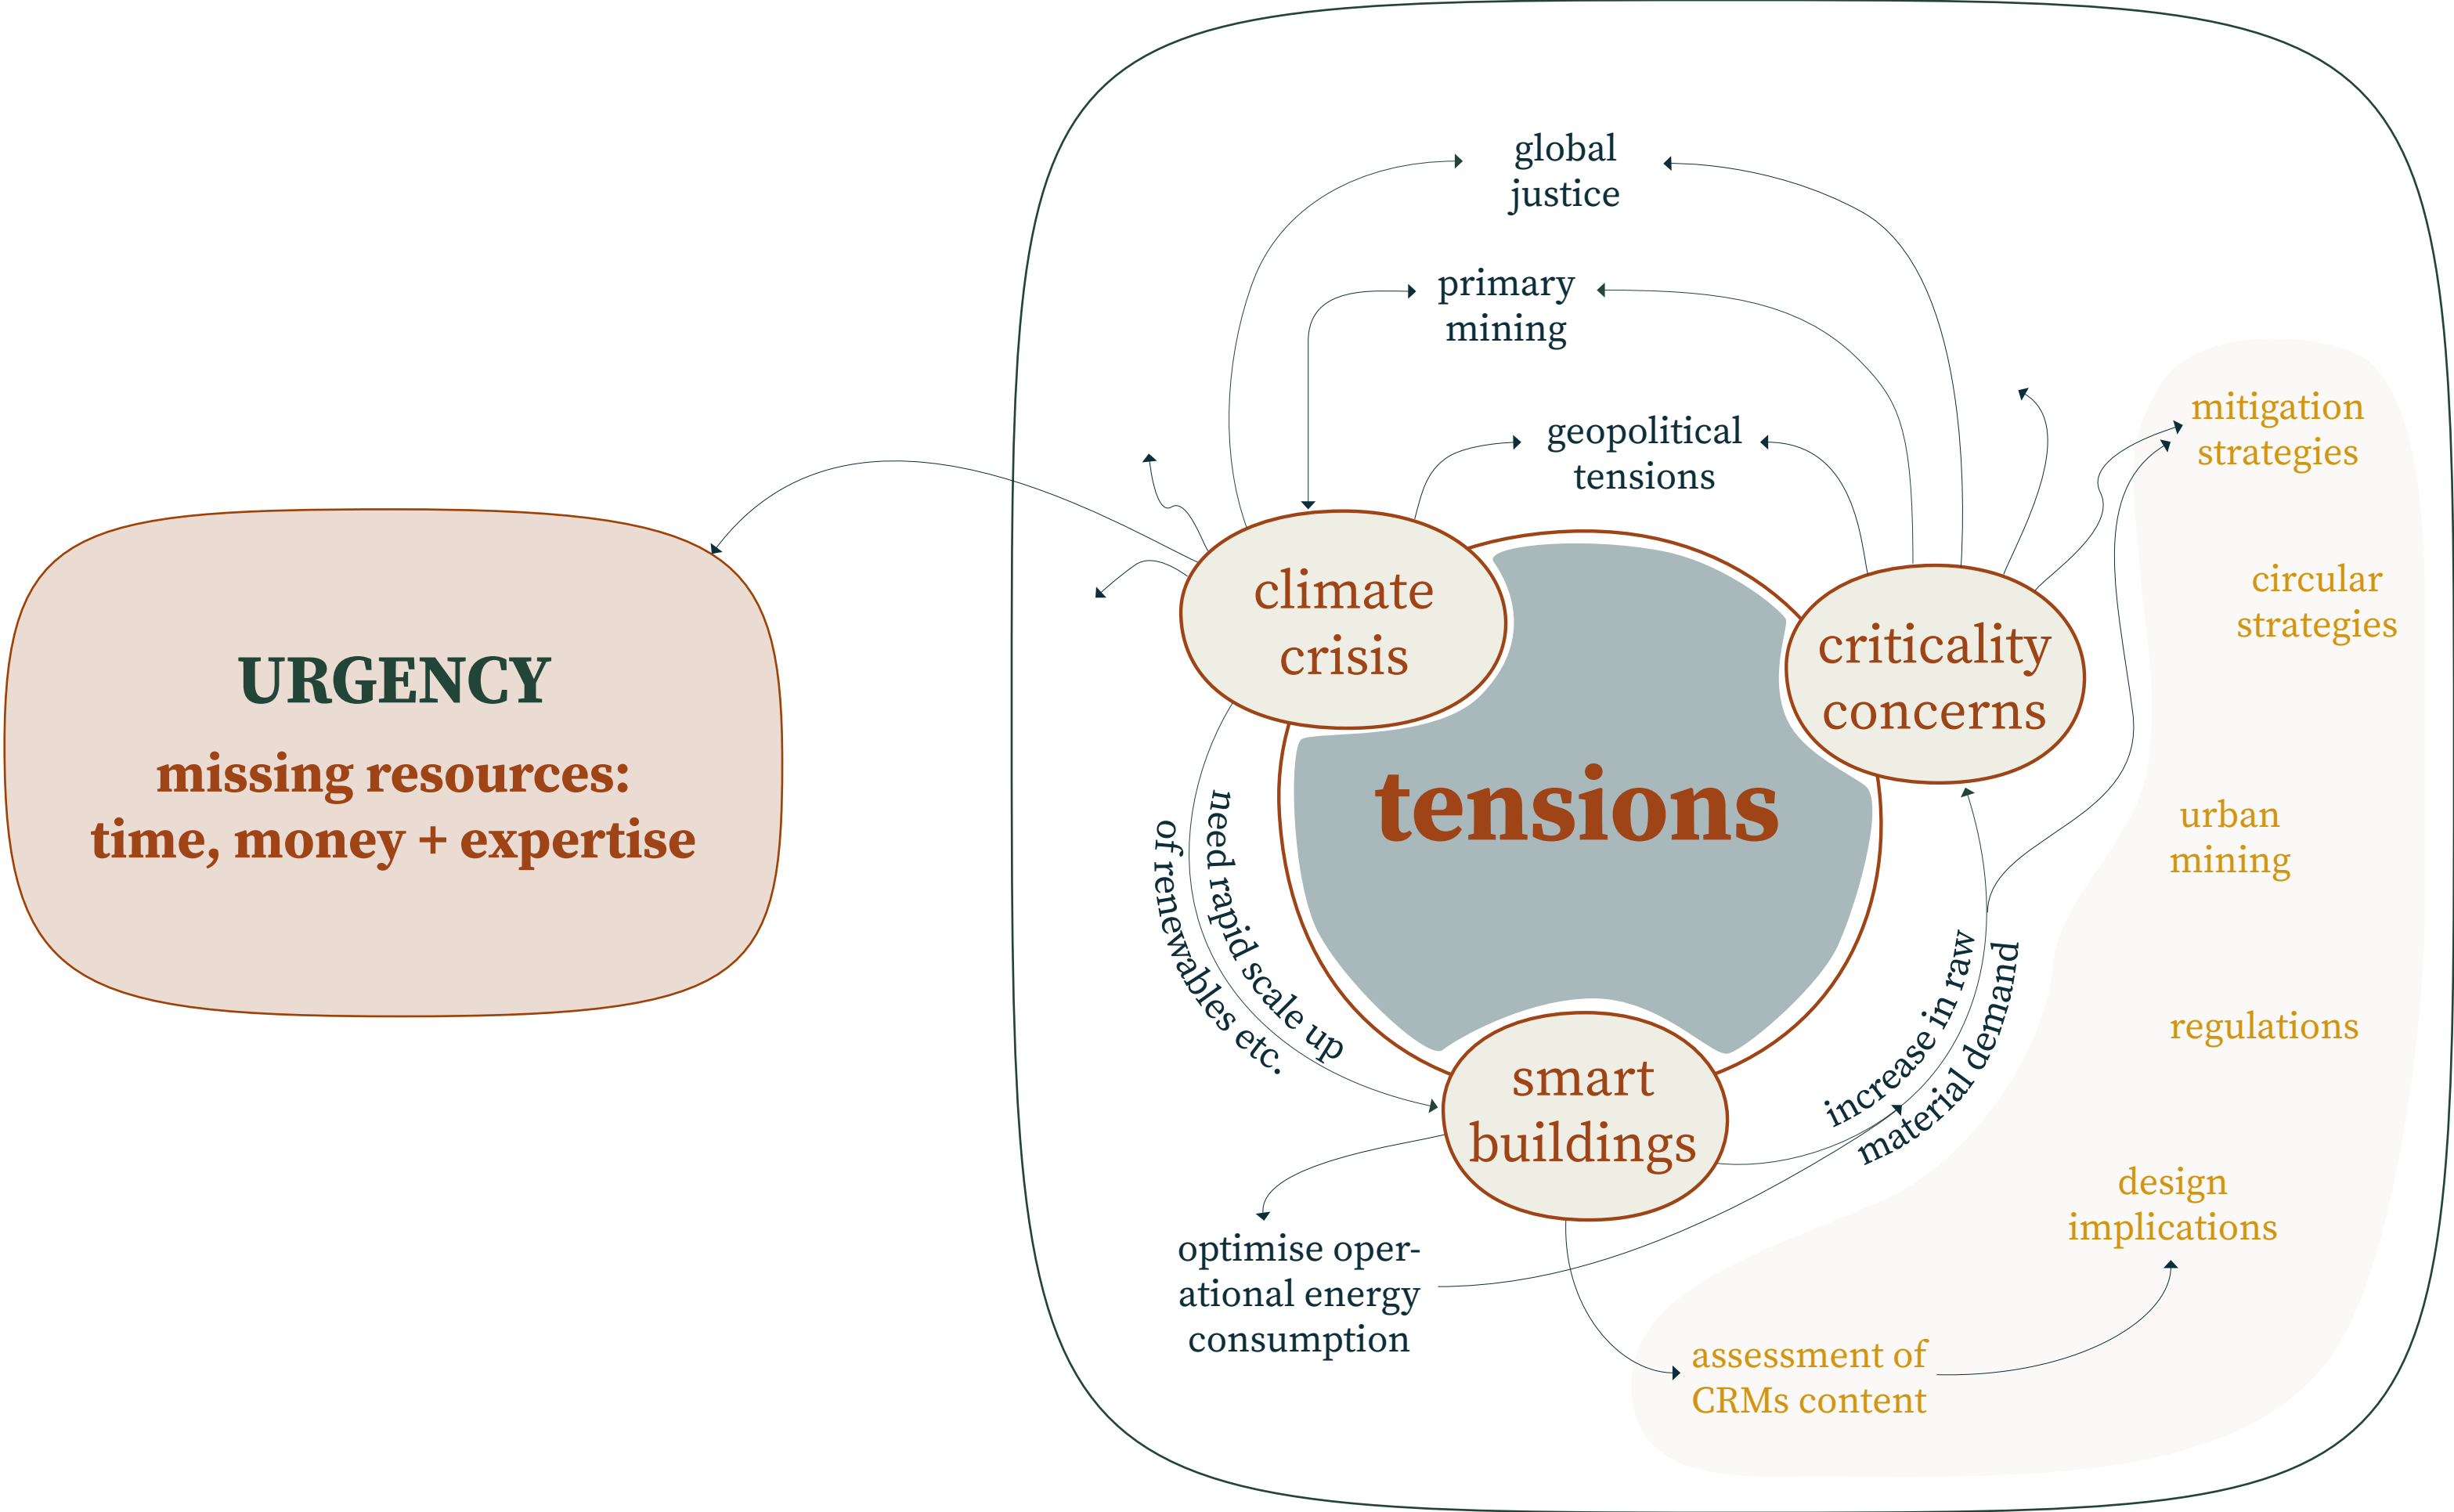 URGENCY
missing resources:
time, money + expertise
global
justice
primary
mining
geopolitical
tensions
climate
crisis
criticality
concerns
tensions
smart
buildings
need rapid scale up
of renewables etc.
increase in raw
material demand
optimise oper-
ational energy
consumption
mitigation
strategies
circular
strategies
urban
mining
regulations
design
implications
assessment of
CRMs content